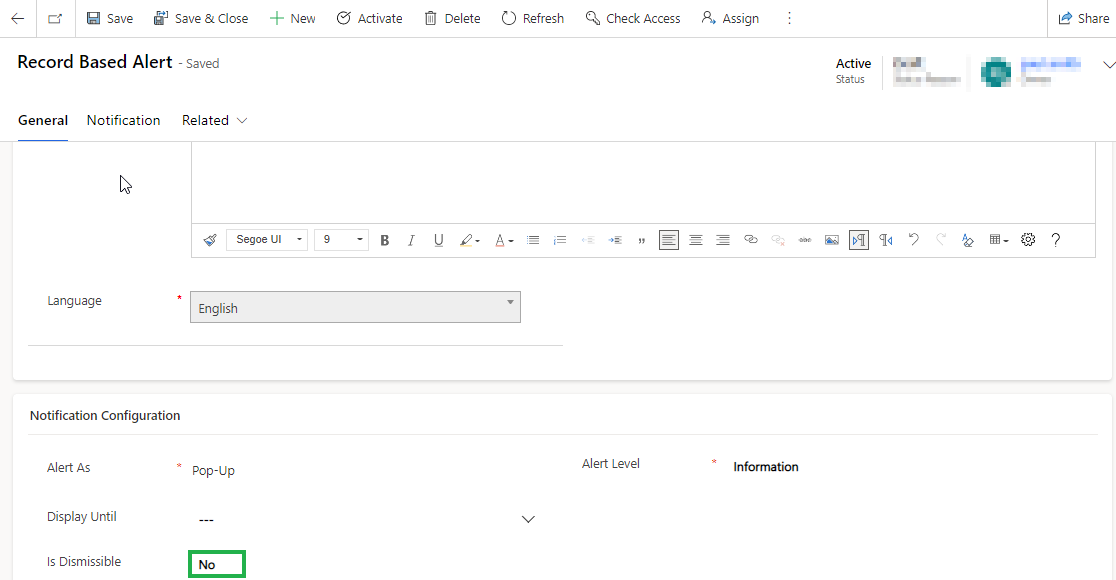 Save Save & Close New Activate Delete Refresh Check Access Assign Share
Record Based Alert - Saved
Active
Status
General Notification Related
Segoe UI 9 B I U A ?
Language * English
Notification Configuration
Alert As * Pop-Up Alert Level * Information
Display Until ---
Is Dismissible No